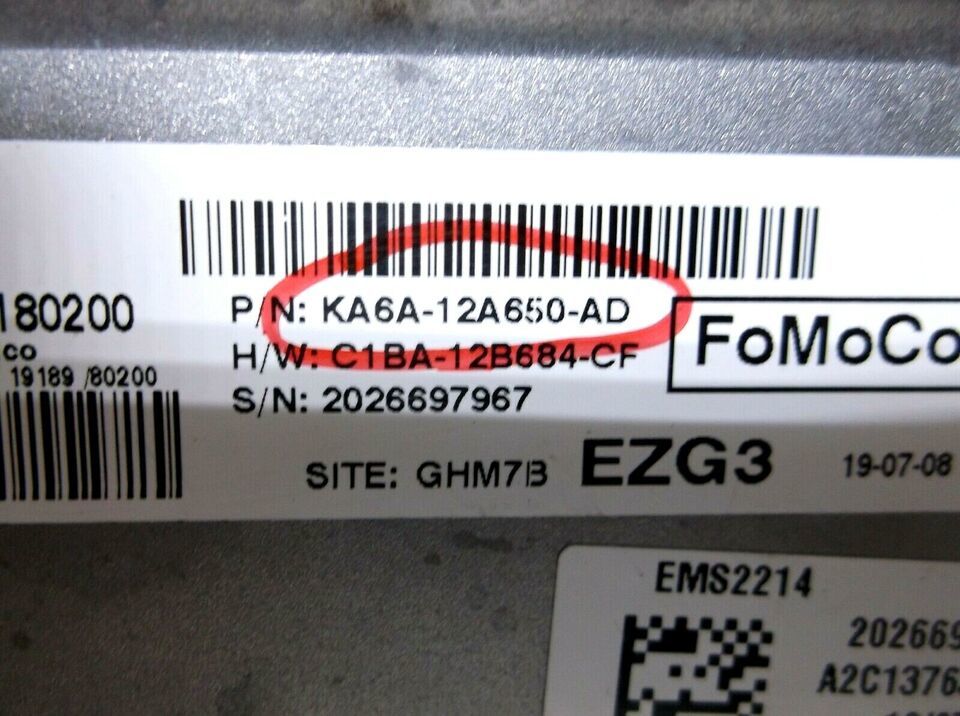 180200
co
19189 /80200
P/N: KA6A-12A650-AD
H/W: C1BA-12B684-CF
S/N: 2026697967
FoMoCo
SITE: GHM7B
EZG3
19-07-08
EMS2214
202669
A2C1376